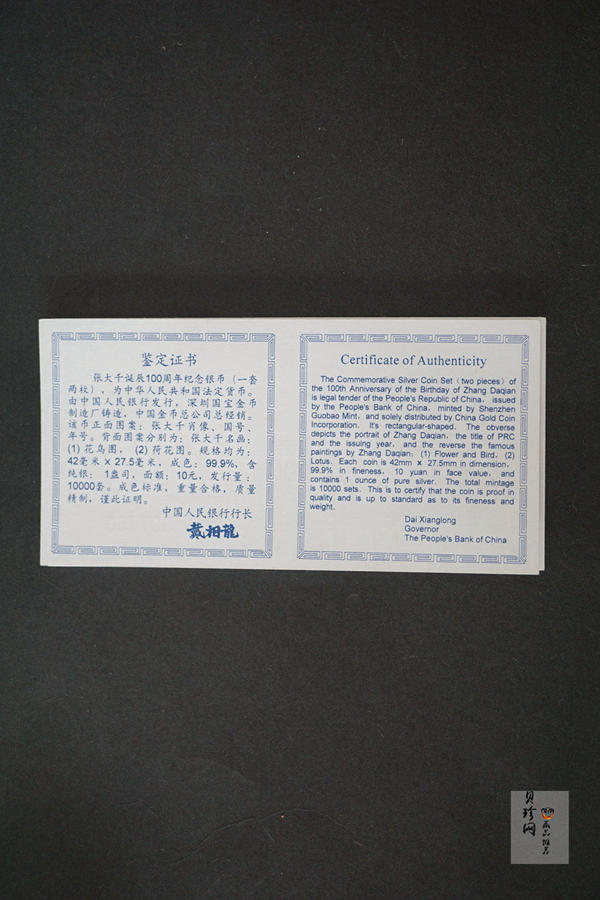 鉴定证书
张大千诞辰100周年纪念银币（一套
两枚），为中华人民共和国法定货币。
由中国人民银行发行，深圳国宝金币
制造厂铸造，中国金币总公司总经销。
该币正面图案：张大千肖像、国号、
年号。背面图案分别为：张大千名画：
(1) 花鸟图，(2) 荷花图。规格均为：
42毫米 x 27.5毫米，成色：99.9%，含
纯银：1盎司，面额：10元，发行量：
10000套。成色标准，重量合格，质量
精制，谨此证明。
中国人民银行行长
戴相龍
Certificate of Authenticity
The Commemorative Silver Coin Set (two pieces) of
the 100th Anniversary of the Birthday of Zhang Daqian
is legal tender of the People's Republic of China, issued
by the People's Bank of China, minted by Shenzhen
Guobao Mint, and solely distributed by China Gold Coin
Incorporation. It's rectangular-shaped. The obverse
depicts the portrait of Zhang Daqian, the title of PRC
and the issuing year, and the reverse the famous
paintings by Zhang Daqian: (1) Flower and Bird, (2)
Lotus. Each coin is 42mm x 27.5mm in dimension,
99.9% in fineness, 10 yuan in face value, and
contains 1 ounce of pure silver. The total mintage
is 10000 sets. This is to certify that the coin is proof in
quality and is up to standard as to its fineness and
weight.
Dai Xianglong
Governor
The People's Bank of China
贝珍网
藏品推荐